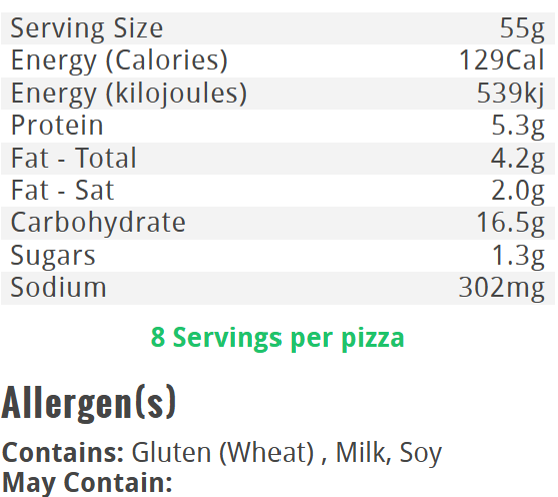 Serving Size 55g
Energy (Calories) 129Cal
Energy (kilojoules) 539kj
Protein 5.3g
Fat - Total 4.2g
Fat - Sat 2.0g
Carbohydrate 16.5g
Sugars 1.3g
Sodium 302mg
8 Servings per pizza
Allergen(s)
Contains: Gluten (Wheat) , Milk, Soy
May Contain: